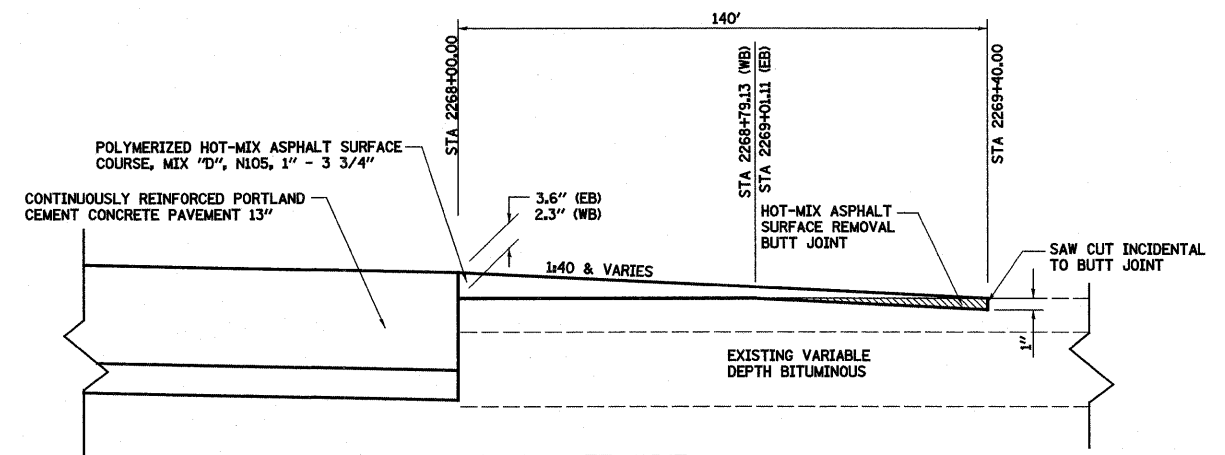 140'
STA 2268+00.00
STA 2268+79.13 (WB)
STA 2269+01.11 (EB)
STA 2269+40.00
POLYMERIZED HOT-MIX ASPHALT SURFACE
COURSE, MIX "D", N105, 1" - 3 3/4"
CONTINUOUSLY REINFORCED PORTLAND
CEMENT CONCRETE PAVEMENT 13"
3.6" (EB)
2.3" (WB)
HOT-MIX ASPHALT
SURFACE REMOVAL
BUTT JOINT
SAW CUT INCIDENTAL
TO BUTT JOINT
1:40 & VARIES
1"
EXISTING VARIABLE
DEPTH BITUMINOUS